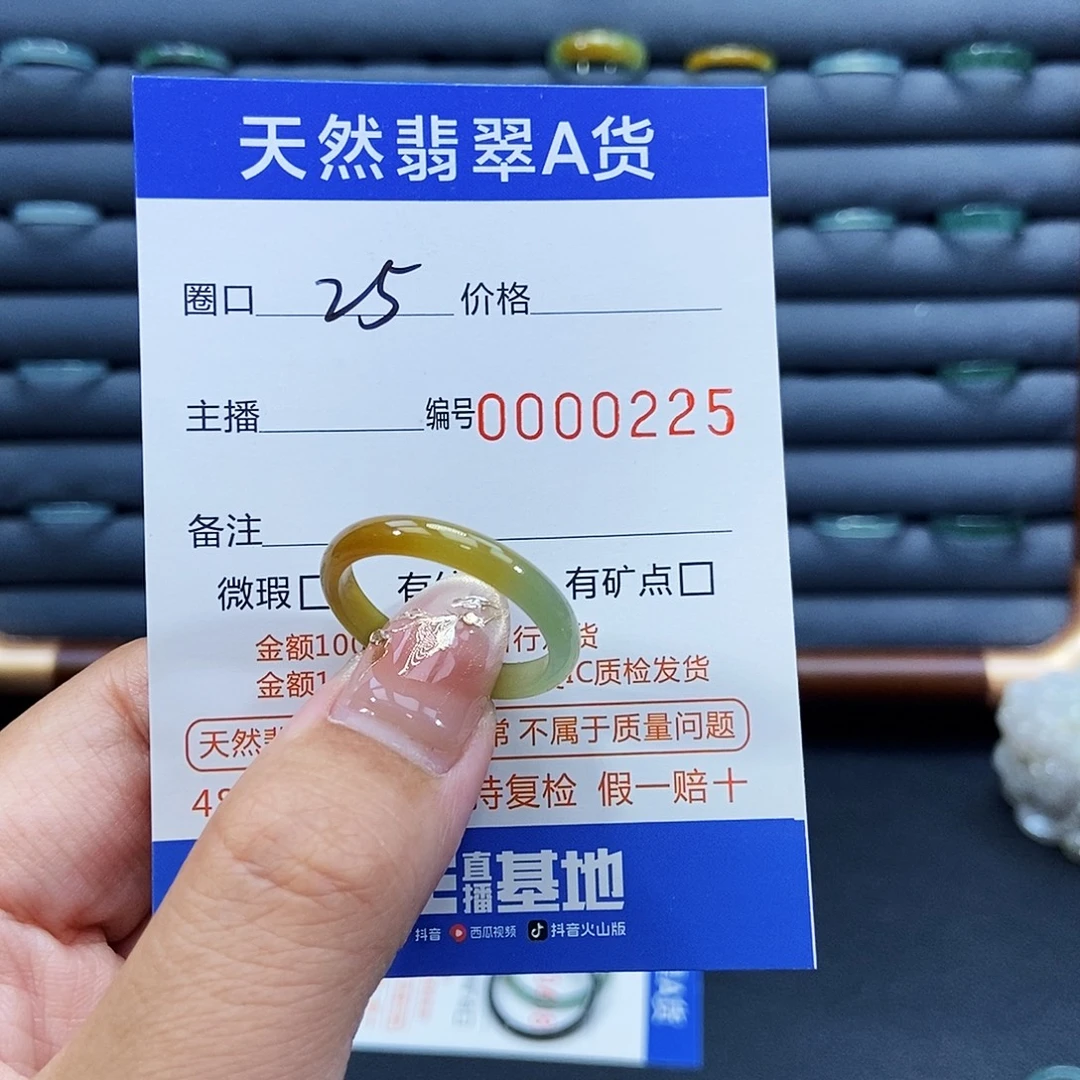 天然翡翠A货
圈口 25 价格
主播 编号0000225
备注
微瑕□ 有 有矿点□
金额100 行 货
金额1 IC质检发货
天然 常 不属于质量问题
48 持复检 假一赔十
直播基地
抖音 西瓜视频 抖音火山版
A货